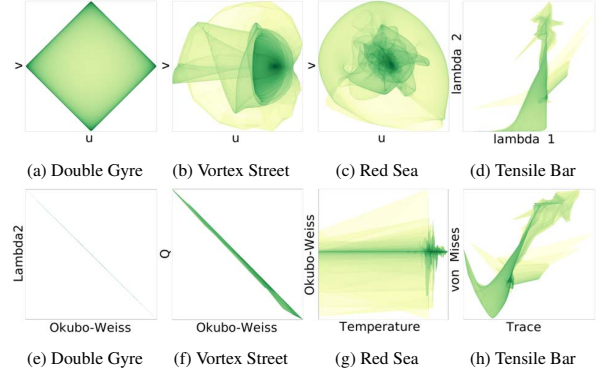 v
u
(a) Double Gyre
v
u
(b) Vortex Street
v
u
(c) Red Sea
lambda 2
lambda 1
(d) Tensile Bar
Lambda2
Okubo-Weiss
(e) Double Gyre
Q
Okubo-Weiss
(f) Vortex Street
Okubo-Weiss
Temperature
(g) Red Sea
von Mises
Trace
(h) Tensile Bar